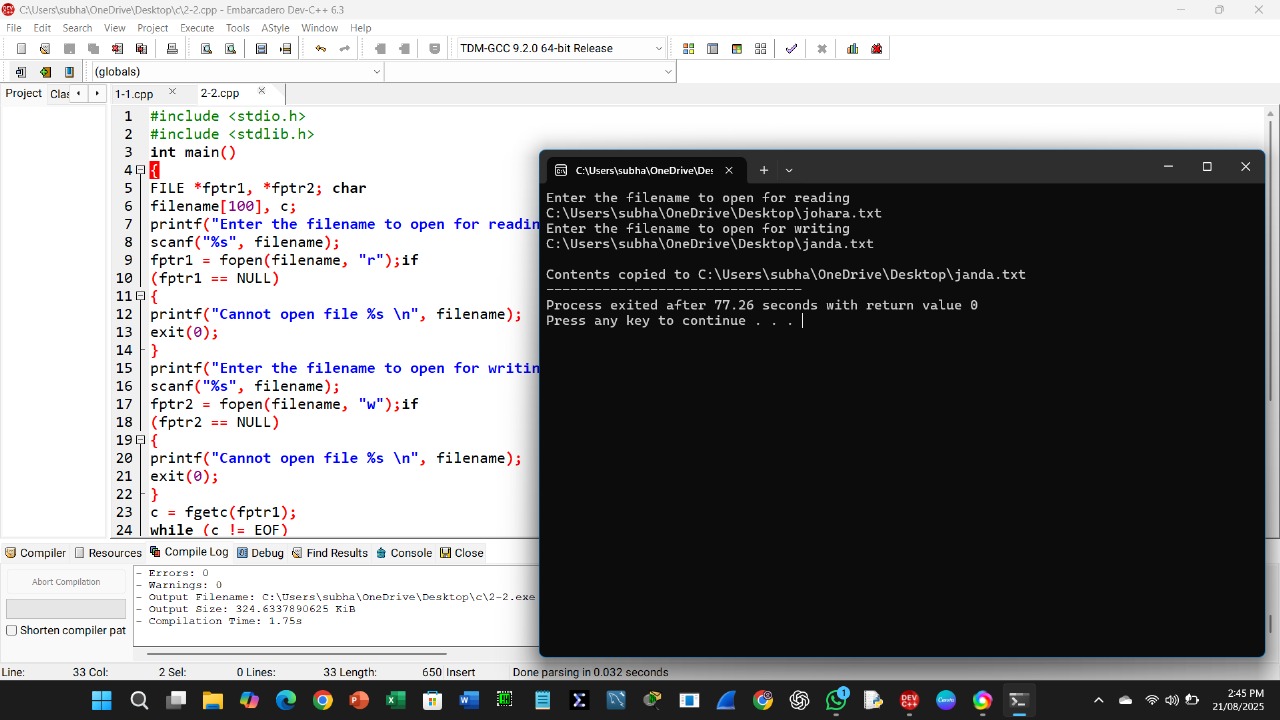 C:\Users\subha\OneDrive\Desktop\c\2-2.cpp - Embarcadero Dev-C++ 6.3
File Edit Search View Project Execute Tools AStyle Window Help
TDM-GCC 9.2.0 64-bit Release
(globals)
Project Clas 1-1.cpp 2-2.cpp
1 #include <stdio.h>
2 #include <stdlib.h>
3 int main()
4 {
5 FILE *fptr1, *fptr2; char
6 filename[100], c;
7 printf("Enter the filename to open for readin
8 scanf("%s", filename);
9 fptr1 = fopen(filename, "r");if
10 (fptr1 == NULL)
11 {
12 printf("Cannot open file %s \n", filename);
13 exit(0);
14 }
15 printf("Enter the filename to open for writin
16 scanf("%s", filename);
17 fptr2 = fopen(filename, "w");if
18 (fptr2 == NULL)
19 {
20 printf("Cannot open file %s \n", filename);
21 exit(0);
22 }
23 c = fgetc(fptr1);
24 while (c != EOF)
C:\Users\subha\OneDrive\Des
Enter the filename to open for reading
C:\Users\subha\OneDrive\Desktop\johara.txt
Enter the filename to open for writing
C:\Users\subha\OneDrive\Desktop\janda.txt
Contents copied to C:\Users\subha\OneDrive\Desktop\janda.txt
--------------------------------
Process exited after 77.26 seconds with return value 0
Press any key to continue . . .
Compiler Resources Compile Log Debug Find Results Console Close
Abort Compilation
Shorten compiler pat
- Errors: 0
- Warnings: 0
- Output Filename: C:\Users\subha\OneDrive\Desktop\c\2-2.exe
- Output Size: 324.6337890625 KiB
- Compilation Time: 1.75s
Line: 33 Col: 2 Sel: 0 Lines: 33 Length: 650 Insert Done parsing in 0.032 seconds
1
DEV C++
Canva
2:45 PM
21/08/2025